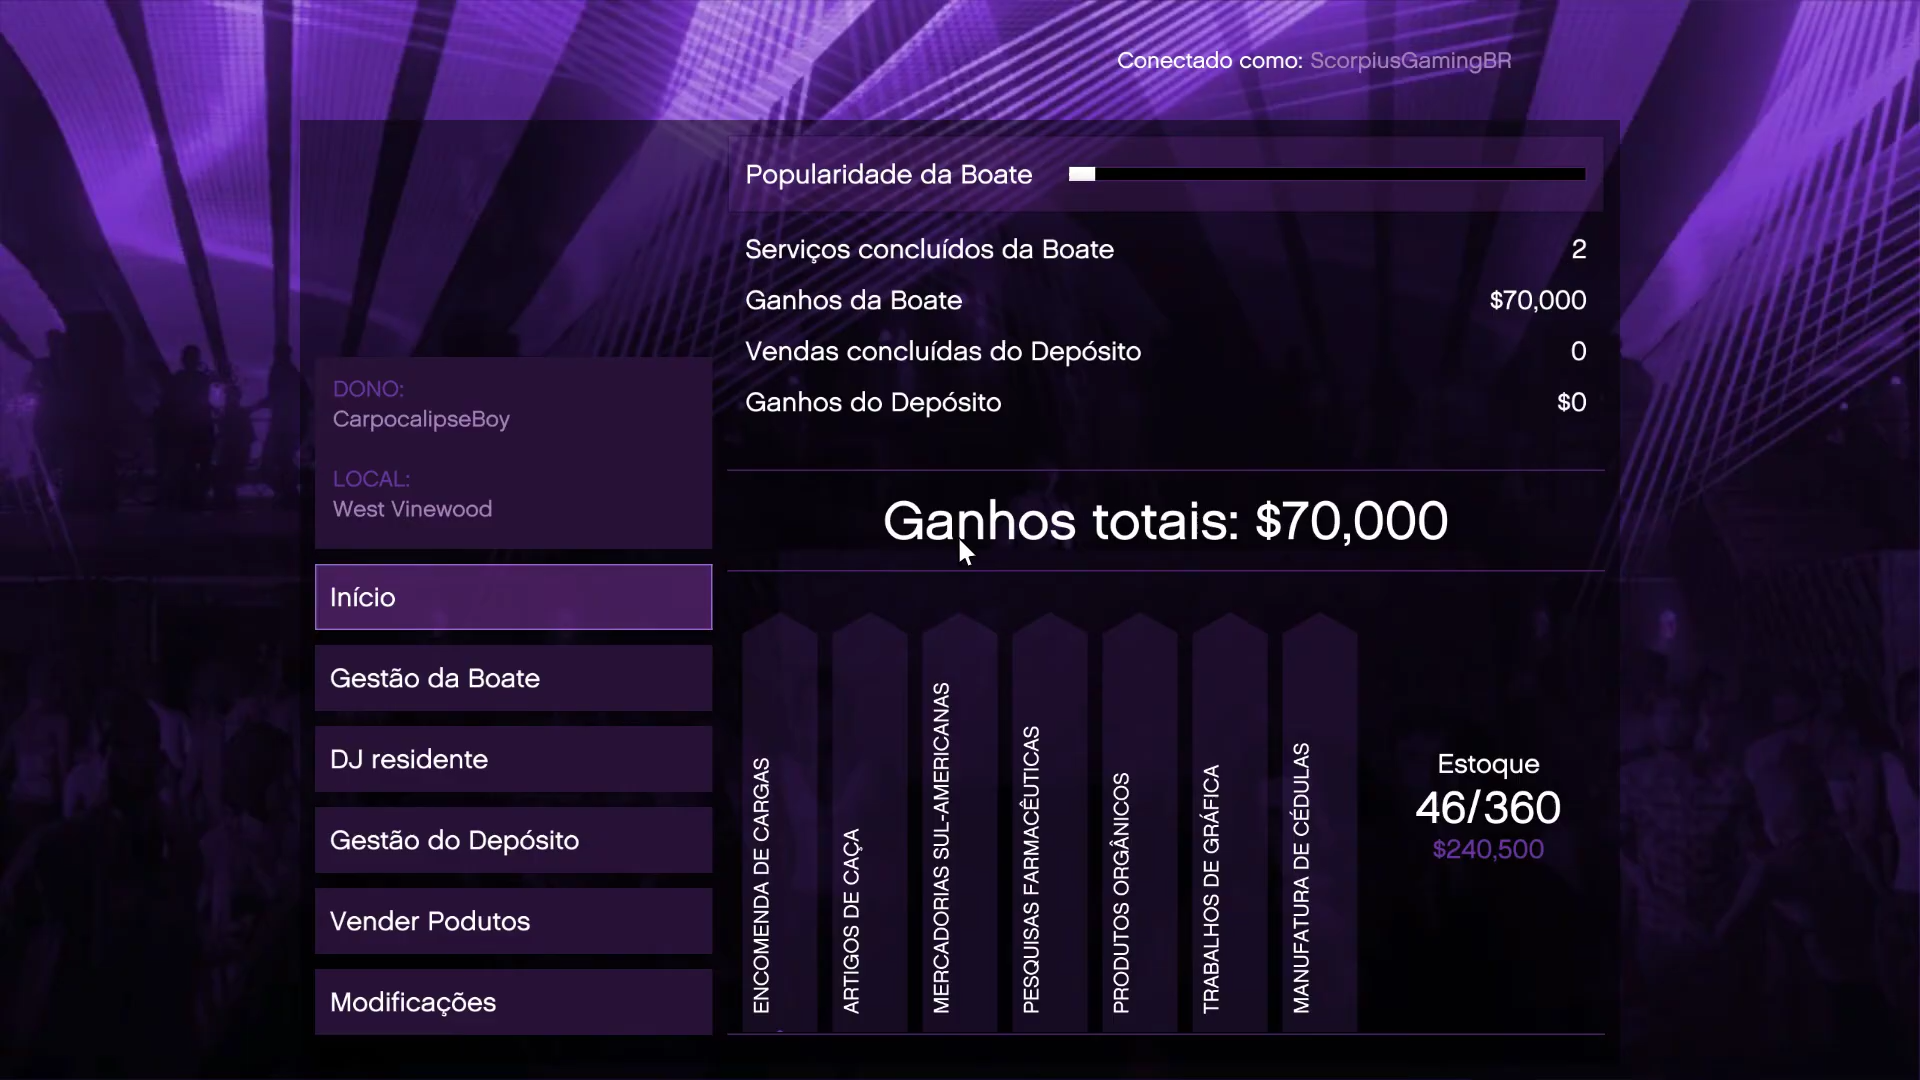 Conectado como: ScorpiusGamingBR
Popularidade da Boate
Serviços concluídos da Boate 2
Ganhos da Boate $70,000
Vendas concluídas do Depósito 0
Ganhos do Depósito $0
DONO:
CarpocalipseBoy
LOCAL:
West Vinewood
Ganhos totais: $70,000
Início
Gestão da Boate
DJ residente
Gestão do Depósito
Vender Podutos
Modificações
ENCOMENDA DE CARGAS
ARTIGOS DE CAÇA
MERCADORIAS SUL-AMERICANAS
PESQUISAS FARMACÊUTICAS
PRODUTOS ORGÂNICOS
TRABALHOS DE GRÁFICA
MANUFATURA DE CÉDULAS
Estoque
46/360
$240,500